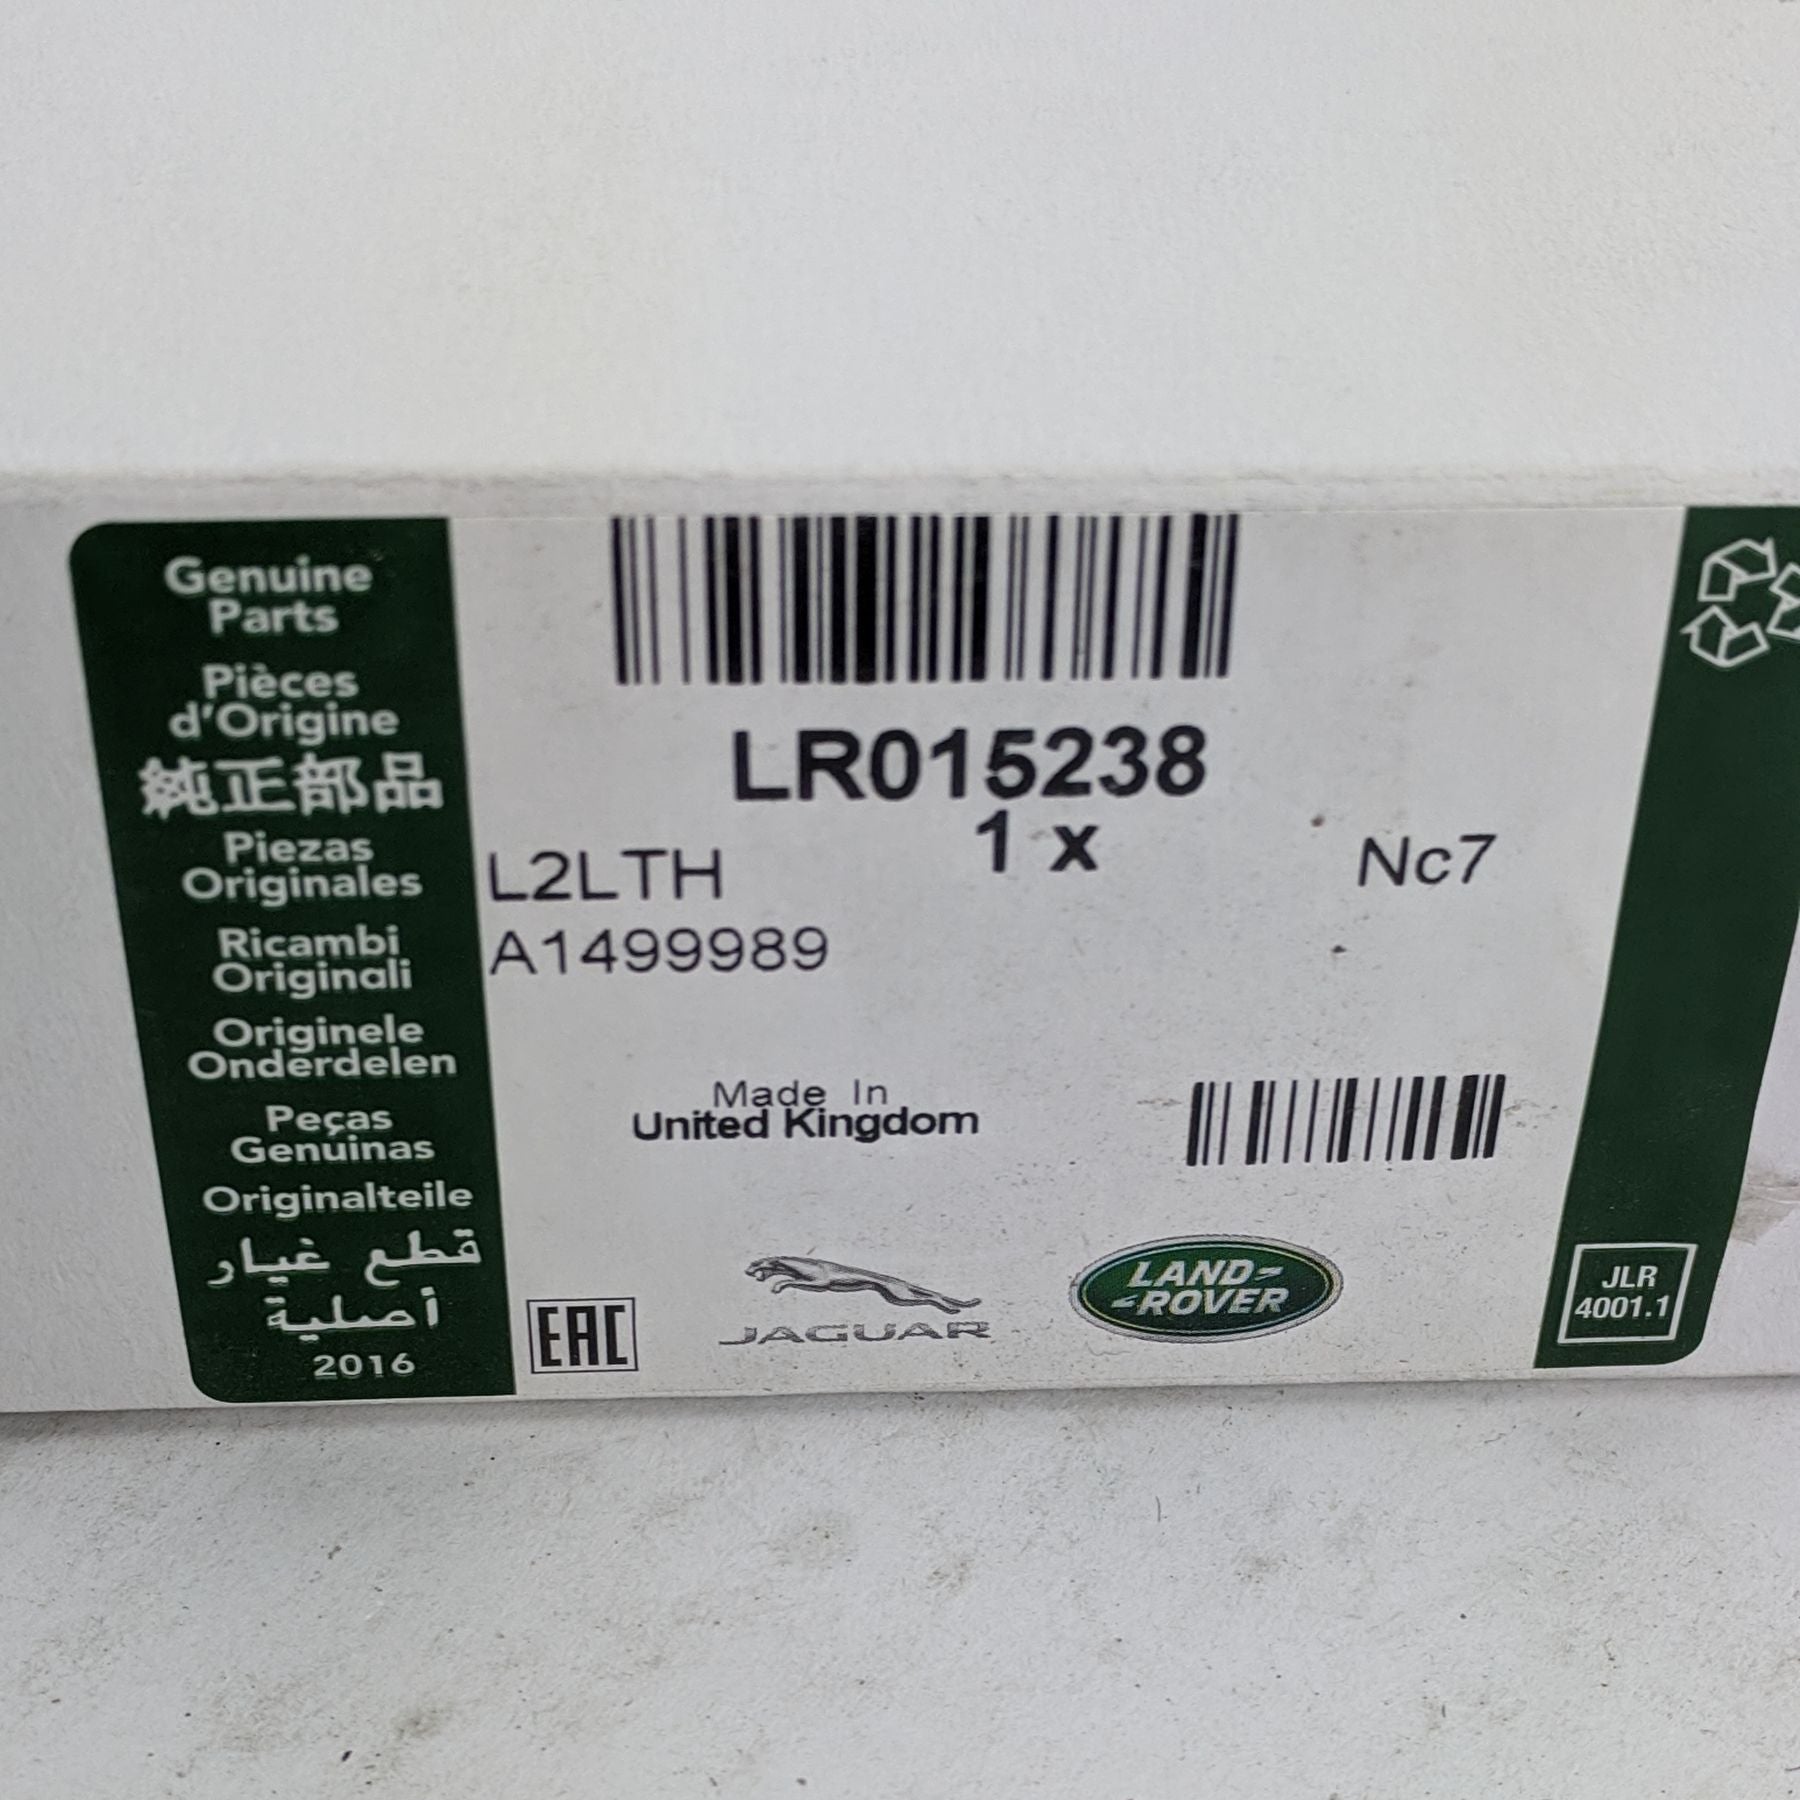 Genuine
Parts
Pièces
d'Origine
純正部品
Piezas
Originales
Ricambi
Originali
Originele
Onderdelen
Peças
Genuinas
Originalteile
قطع غيار
أصلية
2016
LR015238
1 x
L2LTH
Nc7
A1499989
Made In
United Kingdom
EAC
JAGUAR
LAND
ROVER
JLR
4001.1